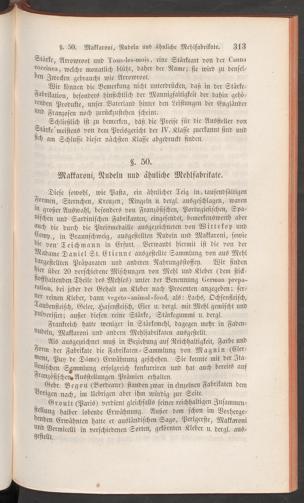 §. 50. Makkaroni, Nudeln und ähnliche Mehlfabrikate. 313
Stärke, Arrowroot und Tous-les-mois, eine Stärkeart von der Canna
coccinea, welche monatlich blüht, daher der Name; sie wird zu denselben
Zwecken gebraucht wie Arrowroot.
Wir können die Bemerkung nicht unterdrücken, daß in der Stärke-
Fabrikation, besonders hinsichtlich der Mannigfaltigkeit der dahin gehö-
renden Produkte, unser Vaterland hinter den Leistungen der Engländer
und Franzosen noch zurückzustehen scheint.
Schließlich ist zu bemerken, daß die Preise für die Aussteller von
Stärke meistens von dem Preisgericht der IV. Klasse zuerkannt sind und
sich am Schlusse dieser nächsten Klasse abgedruckt finden.
§. 50.
Makkaroni, Nudeln und ähnliche Mehlfabrikate.
Diese sowohl, wie Pasta, ein ähnlicher Teig in tausendfältigen
Formen, Sternchen, Kreuzen, Ringeln u. dergl. ausgeschlagen, waren
in großer Auswahl, besonders von Französischen, Portugiesischen, Spa-
nischen und Sardinischen Fabrikanten, eingesendet, bemerkenswerth aber
auch die durch die Preismedaille ausgezeichneten von Wittekop und
Comp., in Braunschweig, ausgestellten Nudeln und Makkaroni, sowie
die von Teichmann in Erfurt. Verwandt hiermit ist die von der
Madame Daniel St. Etienne ausgestellte Sammlung von aus Mehl
dargestellten Präparaten und anderen Nahrungsstoffen. Wir finden
hier über 20 verschiedene Mischungen von Mehl und Kleber (den stick-
stoffhaltenden Theile des Mehles) unter der Benennung German prepa-
ration, bei jeder der Gehalt an Kleber nach Procenten angegeben; fer-
ner reinen Kleber, dann vegeto-animal-food, als: Lachs, Ochsenfleisch,
Taubenfleisch, Eier u. dergl. mit Mehl gemischt und
pulverisirt; außer diesen reine Stärke, Stärkegummi u. dergl.
Frankreich hatte weniger in Stärkemehl, dagegen mehr in Faden-
nudeln, Makkaroni und andern Mehlfabrikaten ausgestellt.
Als ausgezeichnet muß in Beziehung auf Reichhaltigkeit, Farbe und
Form der Fabrikate die Fabrikaten-Sammlung von Magnin (Cler-
mont, Puy de Dôme) Erwähnung geschehen. Sie konnte mit der Ita-
lienischen Sammlung erfolgreich konkurriren und hat auch bereits auf
Französischen Ausstellungen Prämien erhalten.
Gebr. Begou (Bordeaux) standen zwar in einzelnen Fabrikaten dem
Vorigen nach, im Uebrigen aber ihm würdig zur Seite.
Groult (Paris) verdient gleichfalls seiner reichhaltigen Zusammen-
stellung halber lobende Erwähnung. Außer den schon im Vorherge-
henden Erwähnten hatte er ausländischen Sago, Perlgerste, Makkaroni
und Vermicelli in verschiedenen Sorten, gekörnten Kleber u. dergl. aus-
gestellt.